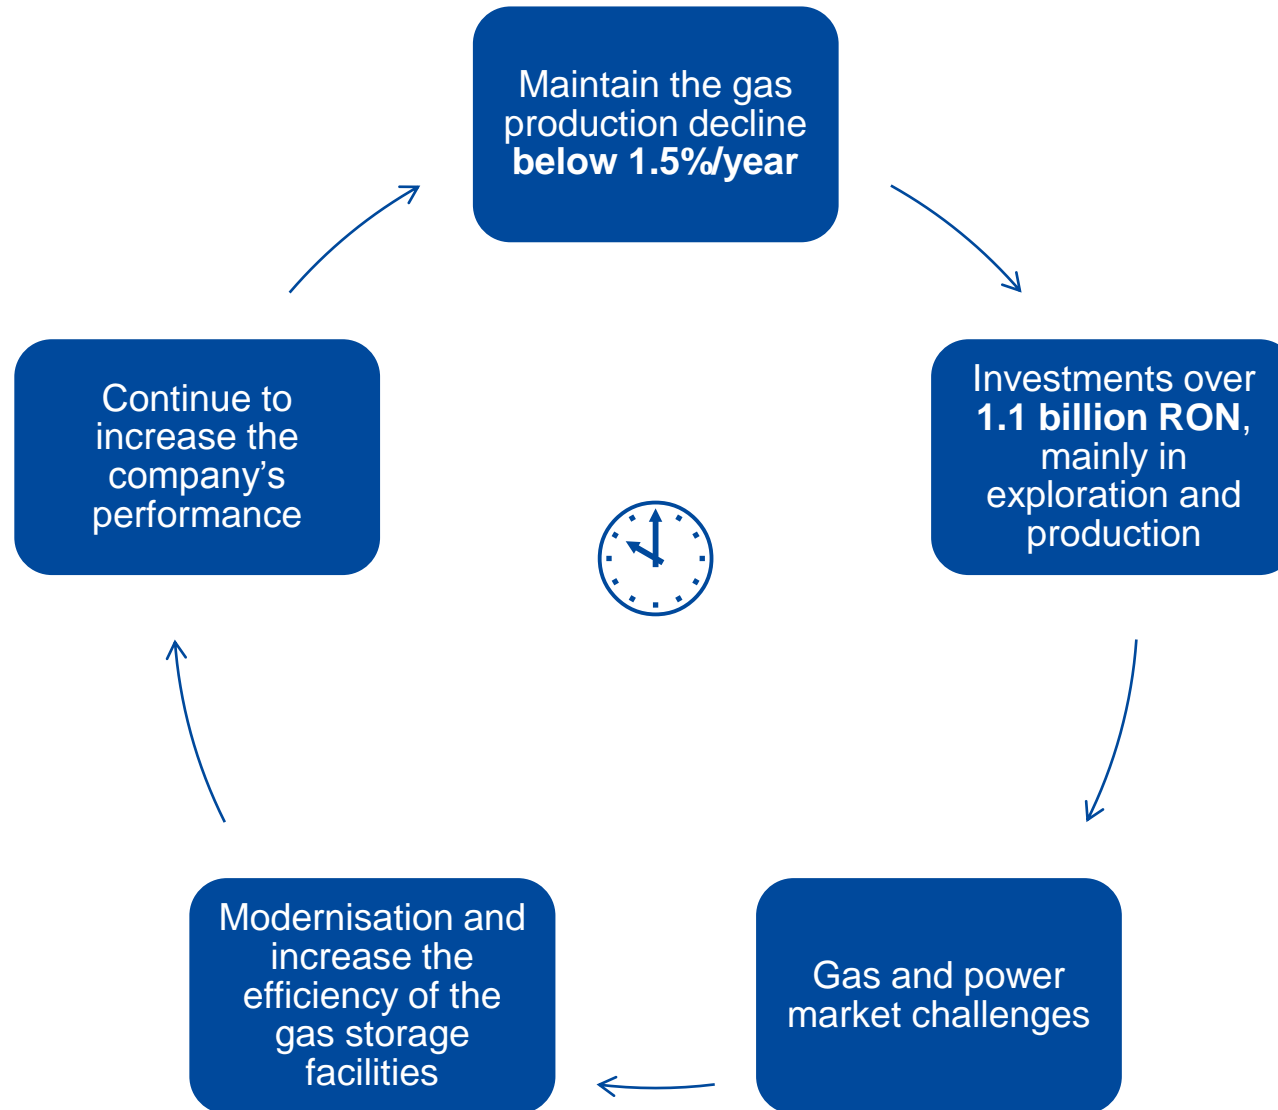 Maintain the gas
production decline
below 1.5%/year
Investments over
1.1 billion RON,
mainly in
exploration and
production
Gas and power
market challenges
Modernisation and
increase the
efficiency of the
gas storage
facilities
Continue to
increase the
company’s
performance